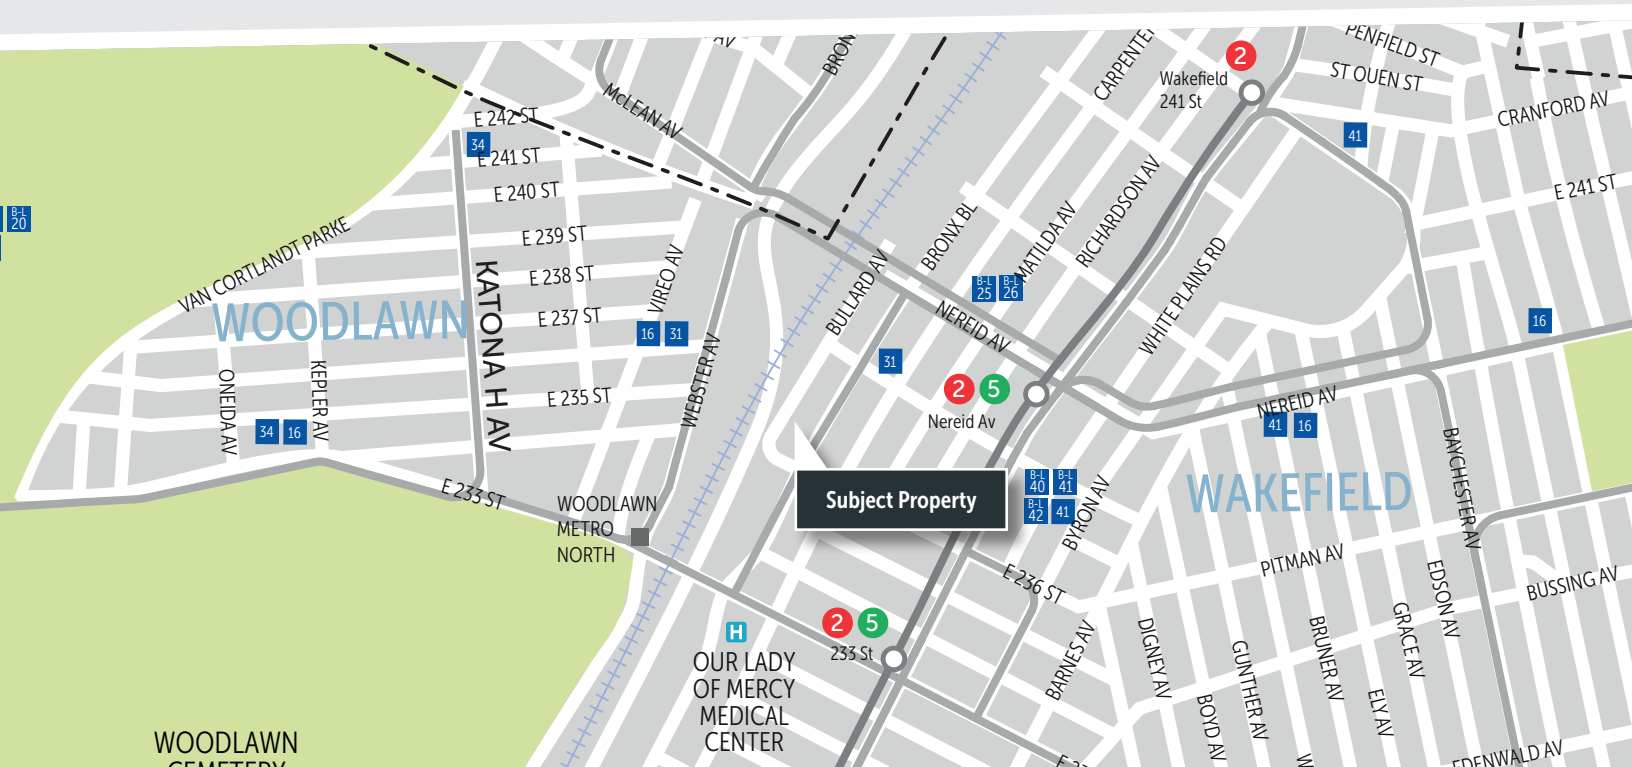 AV
BRON
CARPENTE
2
Wakefield
241 St
PENFIELD ST
ST OUEN ST
CRANFORD AV
41
E 241 ST
McLEAN AV
E 242 ST
34
E 241 ST
E 240 ST
E 239 ST
E 238 ST
E 237 ST
E 235 ST
B-L
20
VAN CORTLANDT PARKE
WOODLAWN
KATONA H AV
VIREO AV
16 31
WEBSTER AV
ONEIDA AV
KEPLER AV
34 16
E 233 ST
WOODLAWN
METRO
NORTH
BULLARD AV
BRONX BL
B-L
25
B-L
26
MATILDA AV
RICHARDSON AV
WHITE PLAINS RD
NEREID AV
31
2 5
Nereid Av
16
NEREID AV
41 16
Subject Property
B-L
40
B-L
41
B-L
42
41
BYRON AV
WAKEFIELD
BAYCHESTER AV
PITMAN AV
E 236 ST
EDSON AV
BUSSING AV
2 5
233 St
H
OUR LADY
OF MERCY
MEDICAL
CENTER
BARNES AV
DIGNEY AV
BOYD AV
GUNTHER AV
BRUNER AV
ELY AV
GRACE AV
EDENWALD AV
W
WOODLAWN
CEMETERY